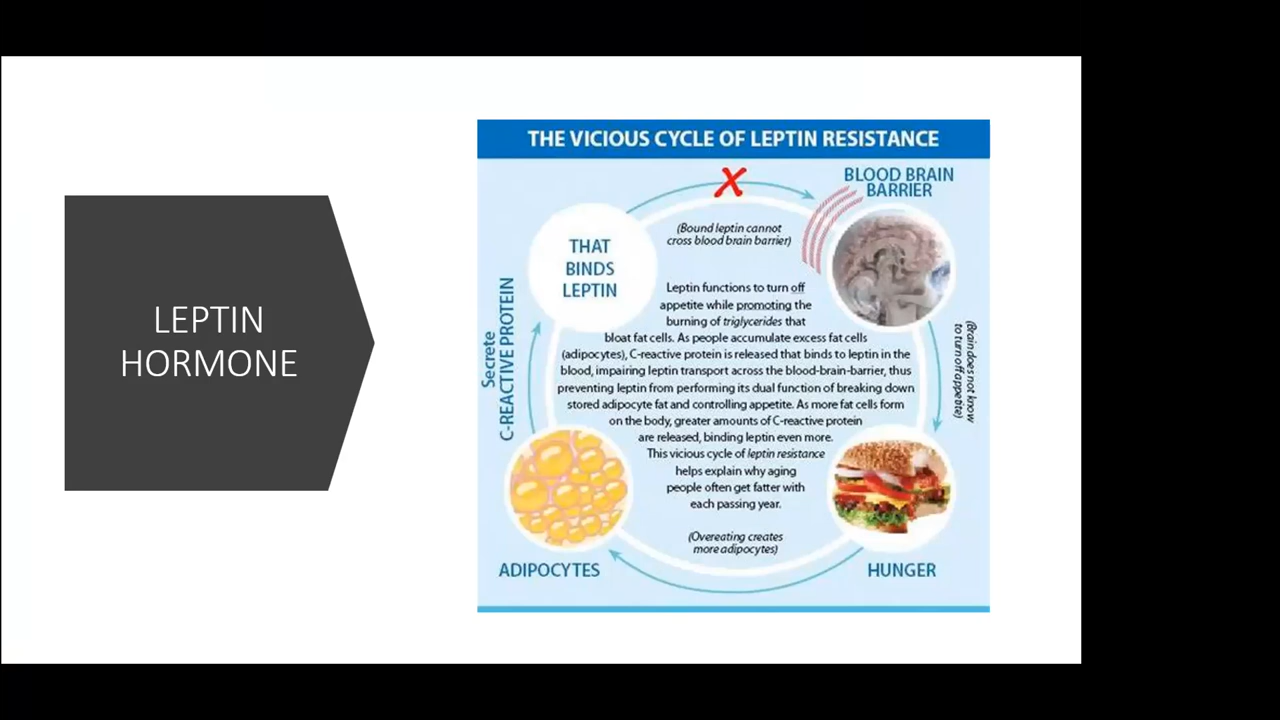 LEPTIN
HORMONE
THE VICIOUS CYCLE OF LEPTIN RESISTANCE
X
BLOOD BRAIN
BARRIER
(Bound leptin cannot
cross blood brain barrier)
THAT
BINDS
LEPTIN
Secrete
C-REACTIVE PROTEIN
Leptin functions to turn off
appetite while promoting the
burning of triglycerides that
bloat fat cells. As people accumulate excess fat cells
(adipocytes), C-reactive protein is released that binds to leptin in the
blood, impairing leptin transport across the blood-brain-barrier, thus
preventing leptin from performing its dual function of breaking down
stored adipocyte fat and controlling appetite. As more fat cells form
on the body, greater amounts of C-reactive protein
are released, binding leptin even more.
This vicious cycle of leptin resistance
helps explain why aging
people often get fatter with
each passing year.
(Brain does not know
to turn off appetite)
(Overeating creates
more adipocytes)
ADIPOCYTES
HUNGER